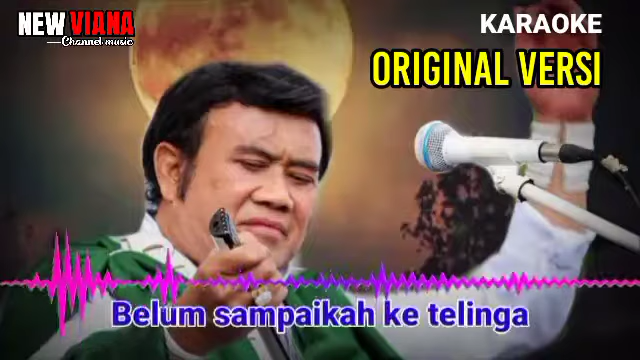 NEW VIANA
Channel music
KARAOKE
ORIGINAL VERSI
Belum sampaikah ke telinga